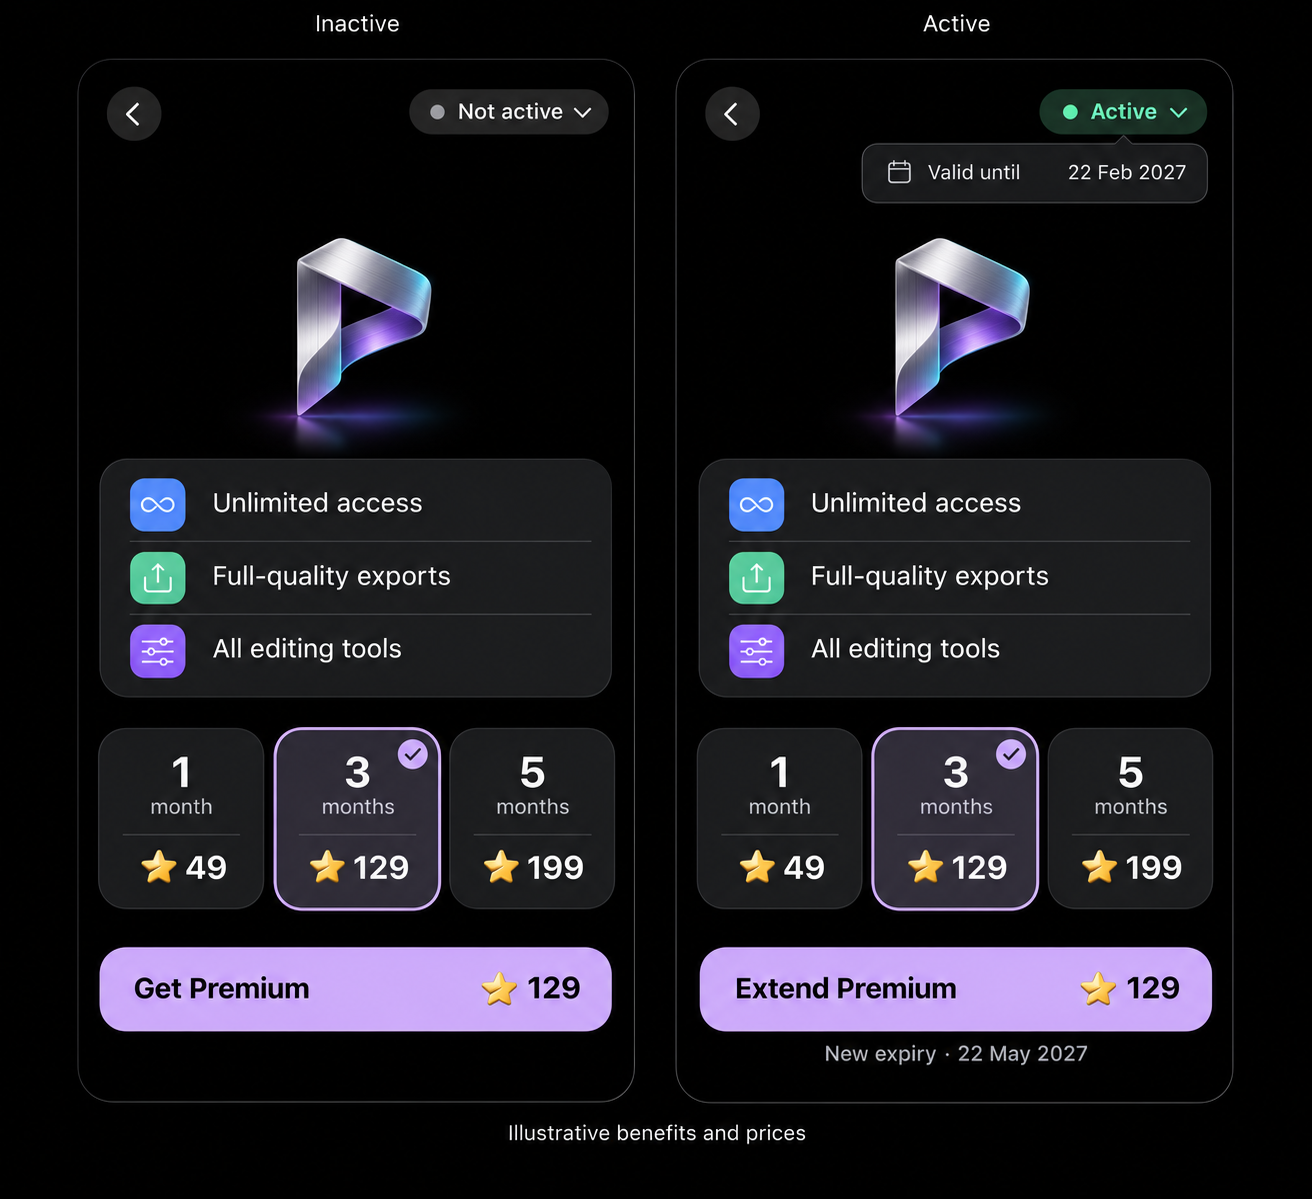 Inactive
Not active
Unlimited access
Full-quality exports
All editing tools
1
month
49
3
months
129
5
months
199
Get Premium
129
Active
Active
Valid until 22 Feb 2027
Unlimited access
Full-quality exports
All editing tools
1
month
49
3
months
129
5
months
199
Extend Premium
129
New expiry · 22 May 2027
Illustrative benefits and prices